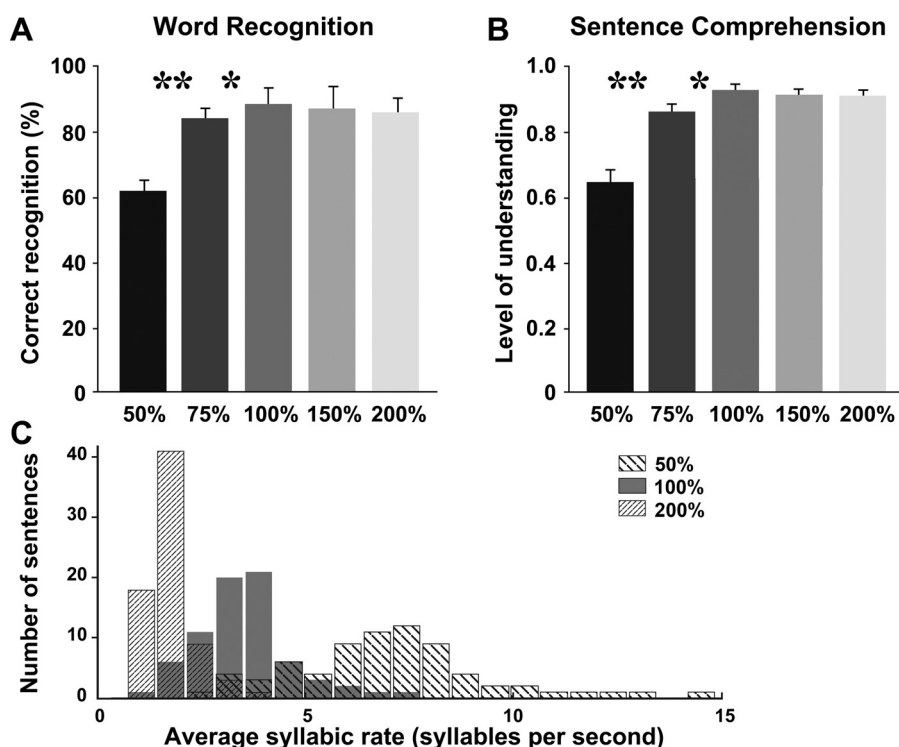 A Word Recognition
Correct recognition (%)
100
80
60
40
20
0
** *
50% 75% 100% 150% 200%
B Sentence Comprehension
Level of understanding
1.0
0.8
0.6
0.4
0.2
0
** *
50% 75% 100% 150% 200%
C
Number of sentences
40
30
20
10
0
50%
100%
200%
0 5 10 15
Average syllabic rate (syllables per second)